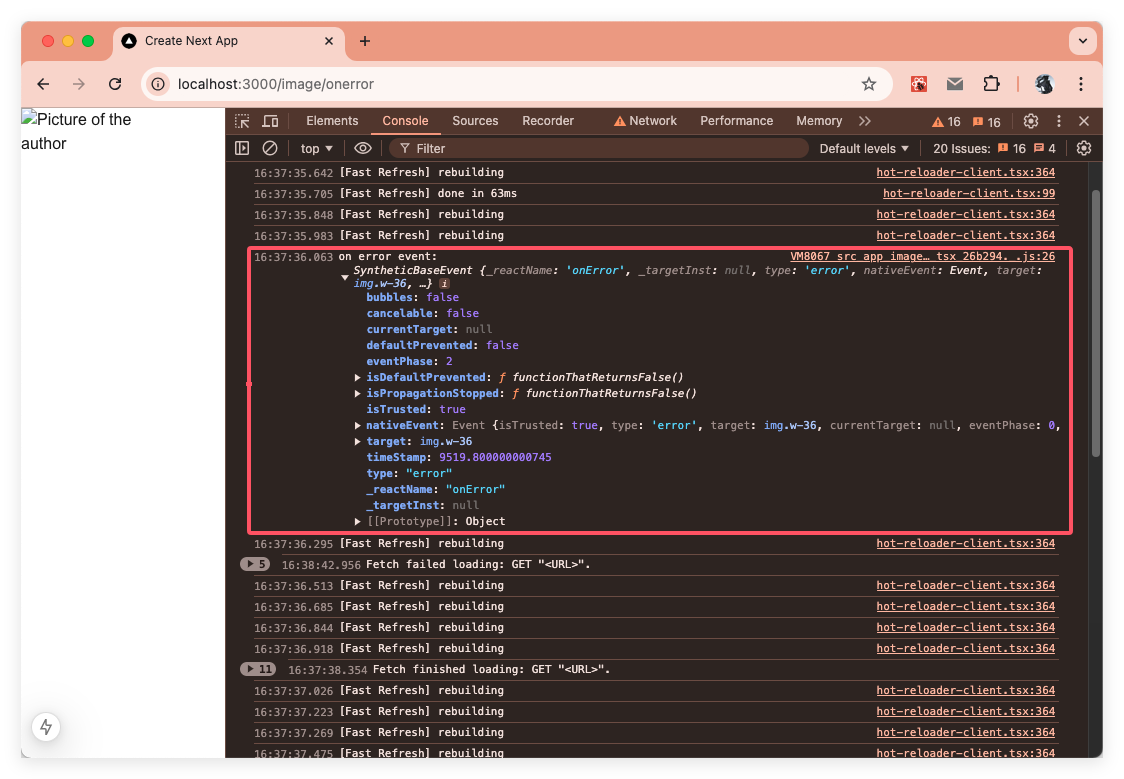 Create Next App
localhost:3000/image/onerror
Picture of the
author
Elements Console Sources Recorder Network Performance Memory 16 16
top Filter Default levels 20 Issues: 16 4
16:37:35.642 [Fast Refresh] rebuilding hot-reloader-client.tsx:364
16:37:35.705 [Fast Refresh] done in 63ms hot-reloader-client.tsx:99
16:37:35.848 [Fast Refresh] rebuilding hot-reloader-client.tsx:364
16:37:35.983 [Fast Refresh] rebuilding hot-reloader-client.tsx:364
16:37:36.063 on error event: VM8067 src_app_image…_tsx_26b294._.js:26
SyntheticBaseEvent {_reactName: 'onError', _targetInst: null, type: 'error', nativeEvent: Event, target:
img.w-36, …} i
bubbles: false
cancelable: false
currentTarget: null
defaultPrevented: false
eventPhase: 2
isDefaultPrevented: ƒ functionThatReturnsFalse()
isPropagationStopped: ƒ functionThatReturnsFalse()
isTrusted: true
nativeEvent: Event {isTrusted: true, type: 'error', target: img.w-36, currentTarget: null, eventPhase: 0,
target: img.w-36
timeStamp: 9519.800000000745
type: "error"
_reactName: "onError"
_targetInst: null
[[Prototype]]: Object
16:37:36.295 [Fast Refresh] rebuilding hot-reloader-client.tsx:364
5 16:38:42.956 Fetch failed loading: GET "<URL>".
16:37:36.513 [Fast Refresh] rebuilding hot-reloader-client.tsx:364
16:37:36.685 [Fast Refresh] rebuilding hot-reloader-client.tsx:364
16:37:36.844 [Fast Refresh] rebuilding hot-reloader-client.tsx:364
16:37:36.918 [Fast Refresh] rebuilding hot-reloader-client.tsx:364
11 16:37:38.354 Fetch finished loading: GET "<URL>".
16:37:37.026 [Fast Refresh] rebuilding hot-reloader-client.tsx:364
16:37:37.223 [Fast Refresh] rebuilding hot-reloader-client.tsx:364
16:37:37.269 [Fast Refresh] rebuilding hot-reloader-client.tsx:364
16:37:37.475 [Fast Refresh] rebuilding hot-reloader-client.tsx:364